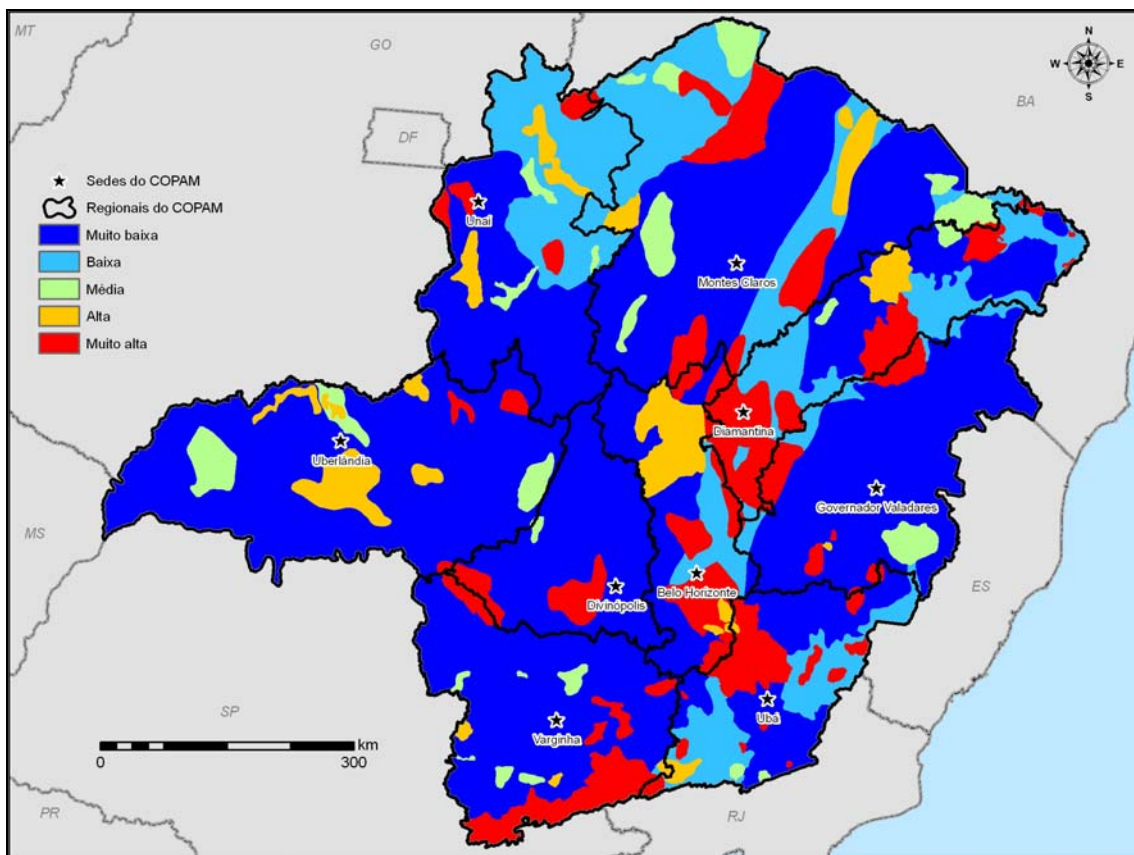 MT
GO
BA
N
W
E
S
DF
Sedes do COPAM
Regionais do COPAM
Muito baixa
Baixa
Média
Alta
Muito alta
Unaí
Montes Claros
Diamantina
Uberlândia
Governador Valadares
MS
Belo Horizonte
Divinópolis
ES
Ubá
SP
Varginha
km
0
300
PR
RJ